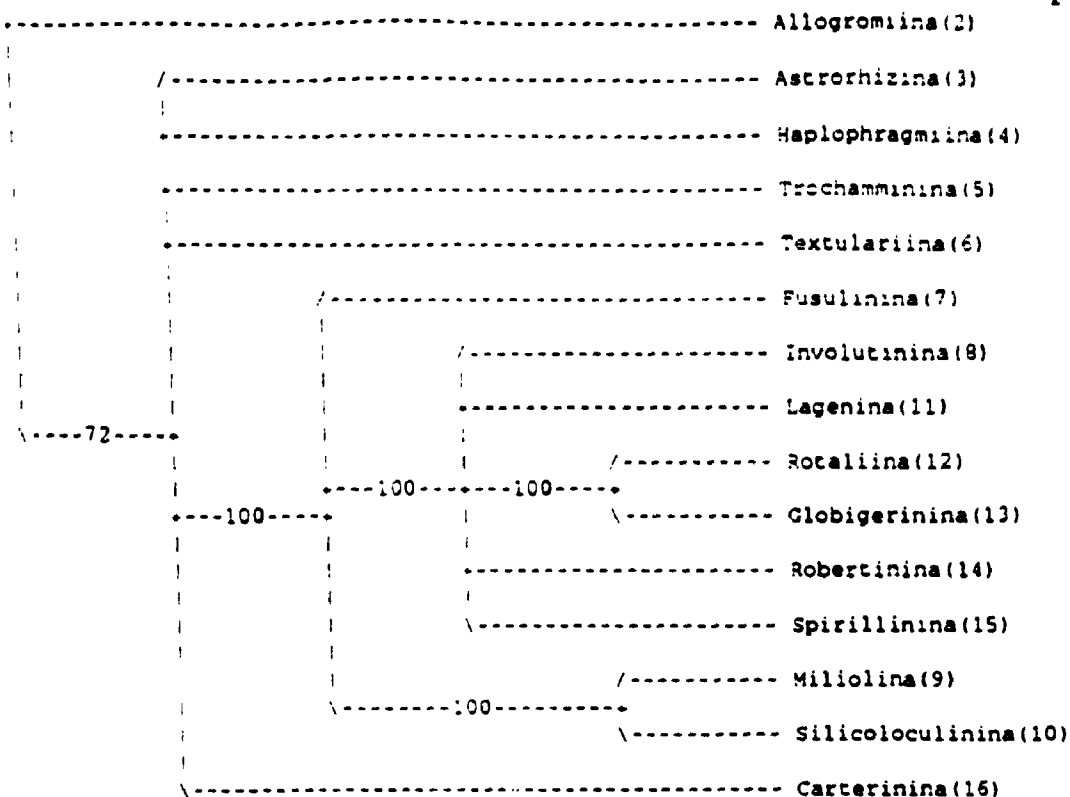 Allogromiina(2)
Astrorhizina(3)
Haplophragmiina(4)
Trochamminina(5)
Textulariina(6)
Fusulinina(7)
Involutinina(8)
Lagenina(11)
72
Rotaliina(12)
100 100
100 Globigerinina(13)
Robertinina(14)
Spirillinina(15)
Miliolina(9)
100
Silicoloculinina(10)
Carterinina(16)